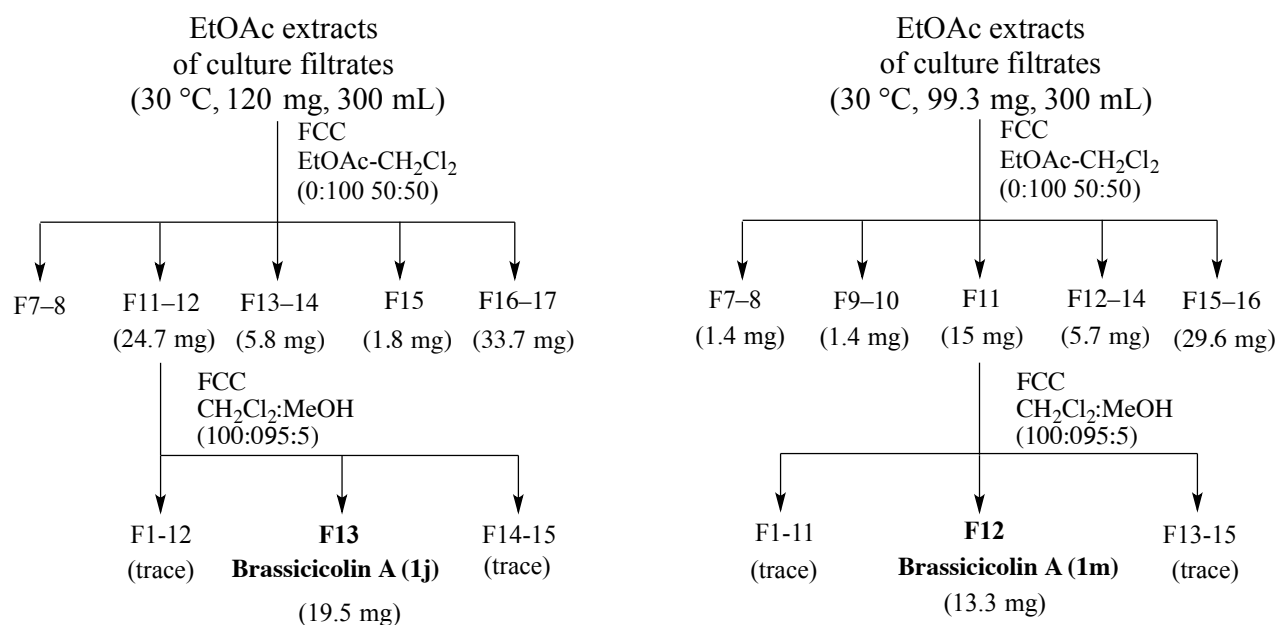 EtOAc extracts
of culture filtrates
(30 °C, 120 mg, 300 mL)
FCC
EtOAc-CH₂Cl₂
(0:100 50:50)
F7–8
F11–12
(24.7 mg)
F13–14
(5.8 mg)
F15
(1.8 mg)
F16–17
(33.7 mg)
FCC
CH₂Cl₂:MeOH
(100:095:5)
F1-12
(trace)
F13
Brassicicolin A (1j)
(19.5 mg)
F14-15
(trace)
EtOAc extracts
of culture filtrates
(30 °C, 99.3 mg, 300 mL)
FCC
EtOAc-CH₂Cl₂
(0:100 50:50)
F7–8
(1.4 mg)
F9–10
(1.4 mg)
F11
(15 mg)
F12–14
(5.7 mg)
F15–16
(29.6 mg)
FCC
CH₂Cl₂:MeOH
(100:095:5)
F1-11
(trace)
F12
Brassicicolin A (1m)
(13.3 mg)
F13-15
(trace)